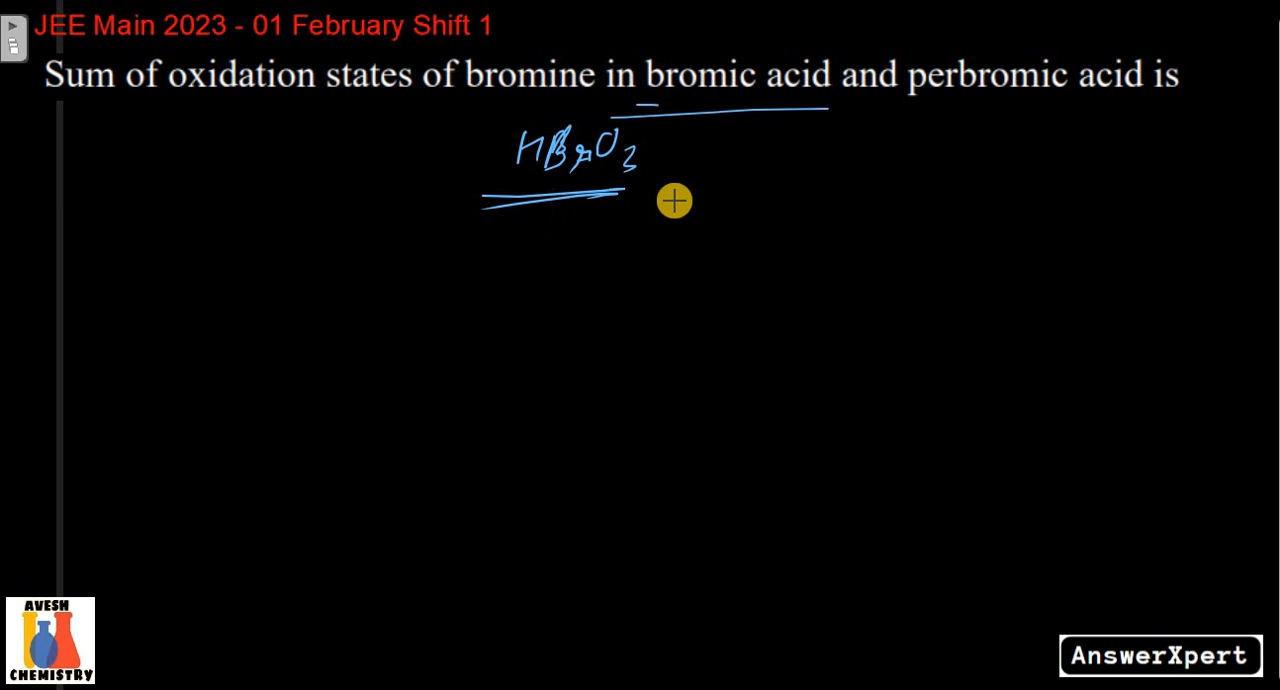 JEE Main 2023 - 01 February Shift 1
Sum of oxidation states of bromine in bromic acid and perbromic acid is
HBrO3
AVESH
CHEMISTRY
AnswerXpert